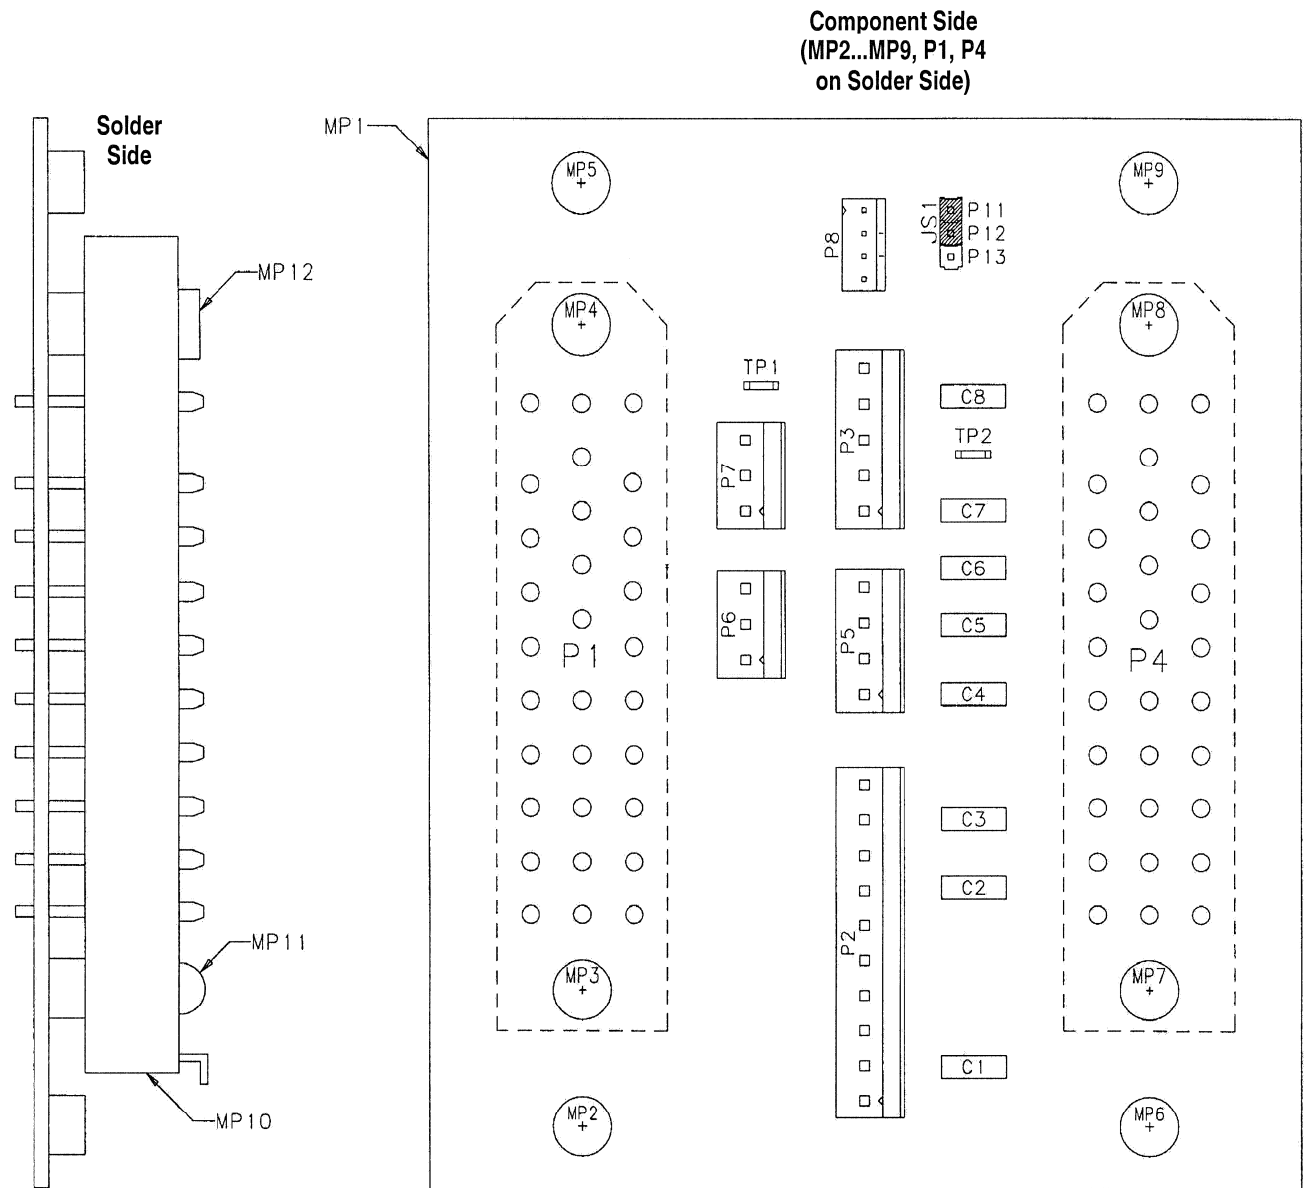 Component Side
(MP2...MP9, P1, P4
on Solder Side)
Solder
Side
MP1
MP5
MP9
P8
JS1
P11
P12
P13
MP12
MP4
MP8
TP1
C8
P3
TP2
P7
C7
C6
P6
P5
C5
P1
P4
C4
C3
C2
P2
MP11
MP3
MP7
C1
MP10
MP2
MP6